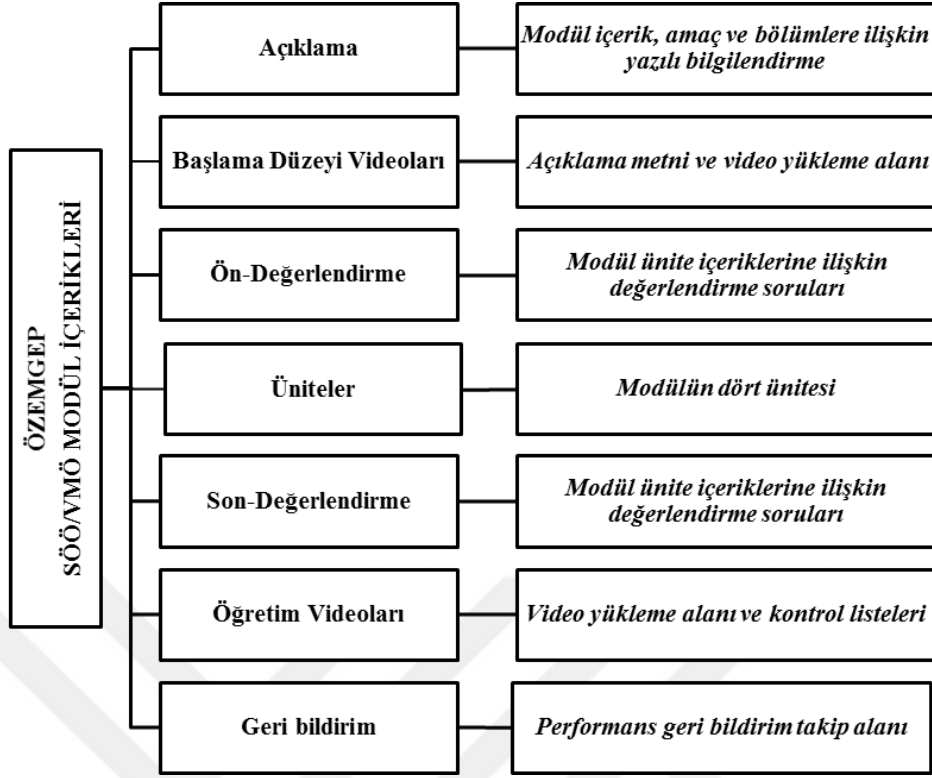 ÖZEMGEP
SÖÖ/VMÖ MODÜL İÇERİKLERİ
Açıklama
Modül içerik, amaç ve bölümlere ilişkin
yazılı bilgilendirme
Başlama Düzeyi Videoları
Açıklama metni ve video yükleme alanı
Ön-Değerlendirme
Modül ünite içeriklerine ilişkin
değerlendirme soruları
Üniteler
Modülün dört ünitesi
Son-Değerlendirme
Modül ünite içeriklerine ilişkin
değerlendirme soruları
Öğretim Videoları
Video yükleme alanı ve kontrol listeleri
Geri bildirim
Performans geri bildirim takip alanı